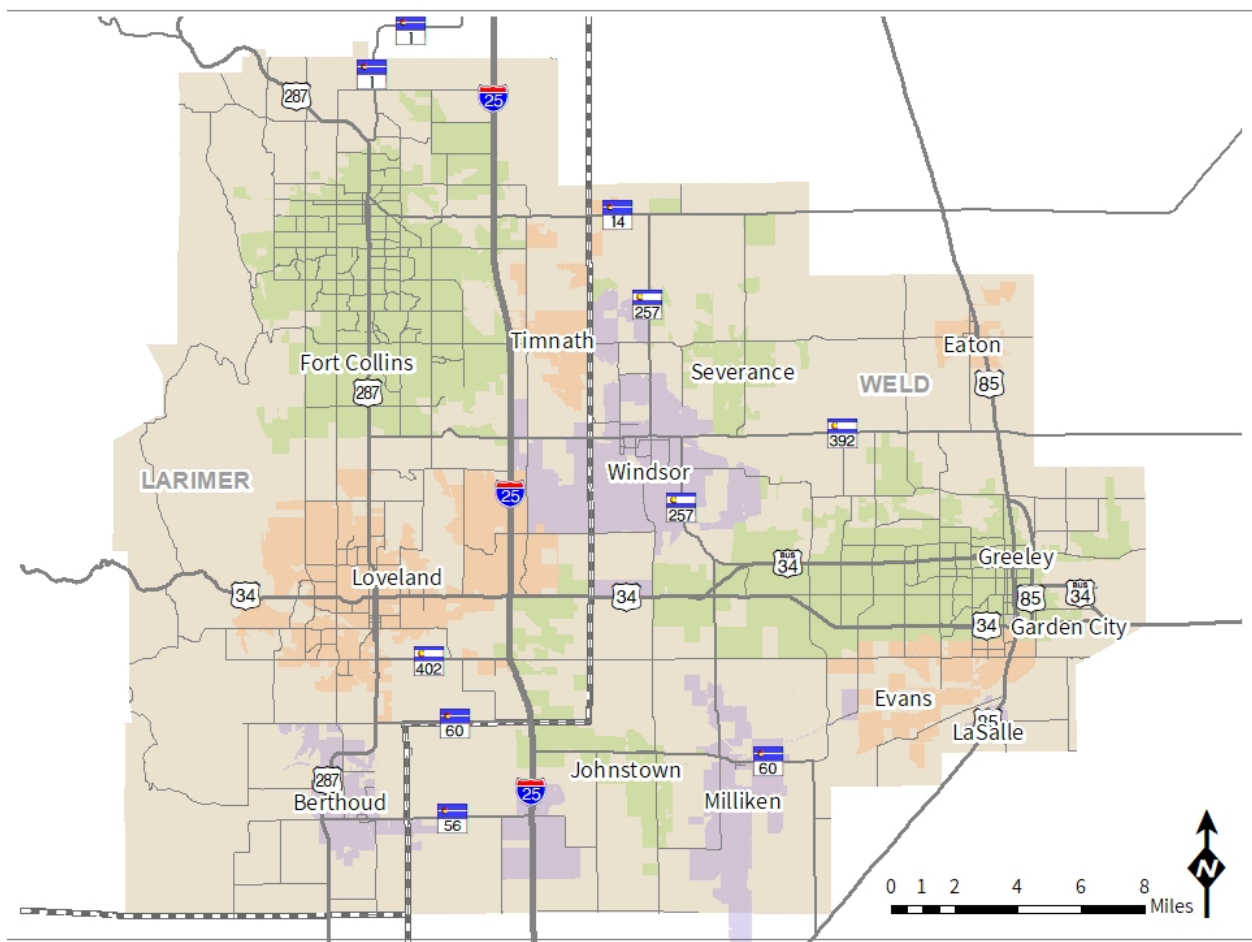 1
1
287
25
14
257
Timnath
Eaton
Fort Collins
Severance
WELD
85
287
392
LARIMER
Windsor
25
257
Greeley
BUS
34
Loveland
34
34
85
BUS
34
34
Garden City
402
Evans
60
85
LaSalle
60
Johnstown
287
25
Berthoud
Milliken
56
N
0 1 2 4 6 8
Miles